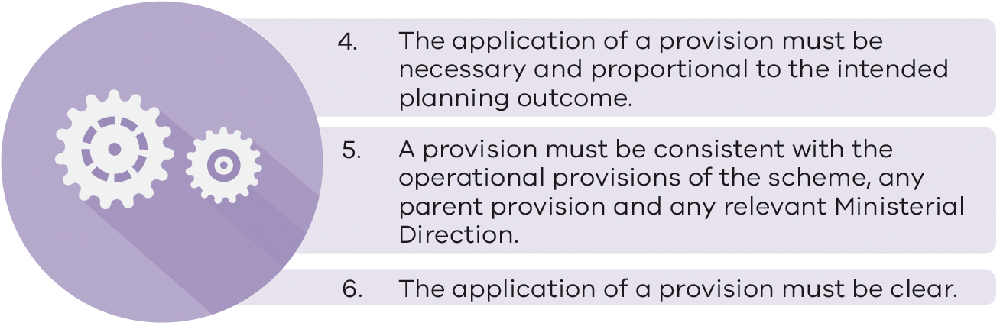 4. The application of a provision must be
necessary and proportional to the intended
planning outcome.
5. A provision must be consistent with the
operational provisions of the scheme, any
parent provision and any relevant Ministerial
Direction.
6. The application of a provision must be clear.